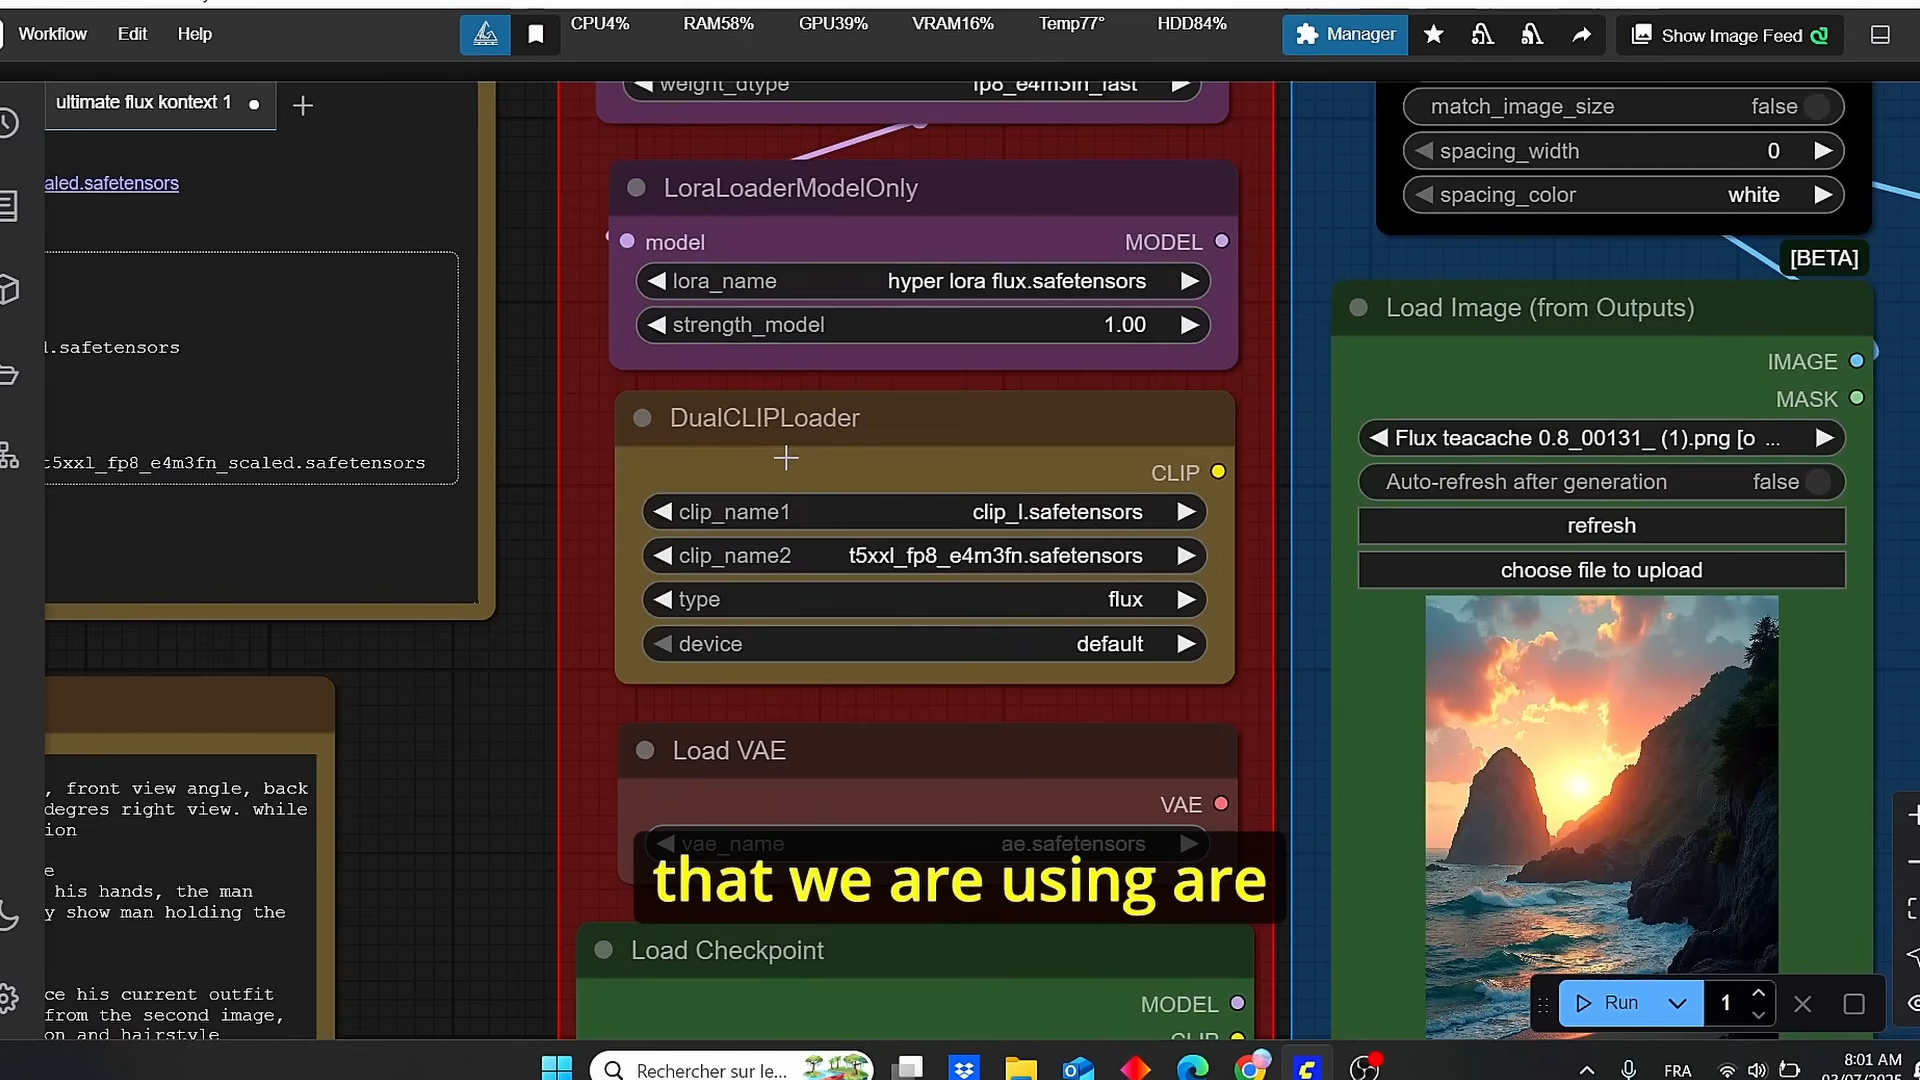 Workflow Edit Help
CPU4% RAM58% GPU39% VRAM16% Temp77° HDD84%
Manager
Show Image Feed
ultimate flux kontext 1
aled.safetensors
.safetensors
t5xxl_fp8_e4m3fn_scaled.safetensors
, front view angle, back
degres right view. while
ion
e
his hands, the man
y show man holding the
ce his current outfit
from the second image,
on and hairstyle
weight_dtype fp8_e4m3fn_fast
LoraLoaderModelOnly
model MODEL
lora_name hyper lora flux.safetensors
strength_model 1.00
DualCLIPLoader
CLIP
clip_name1 clip_l.safetensors
clip_name2 t5xxl_fp8_e4m3fn.safetensors
type flux
device default
Load VAE
VAE
vae_name ae.safetensors
that we are using are
Load Checkpoint
MODEL
CLIP
match_image_size false
spacing_width 0
spacing_color white
[BETA]
Load Image (from Outputs)
IMAGE
MASK
Flux teacache 0.8_00131_ (1).png [o ...
Auto-refresh after generation false
refresh
choose file to upload
Run 1
Rechercher sur le...
FRA
8:01 AM